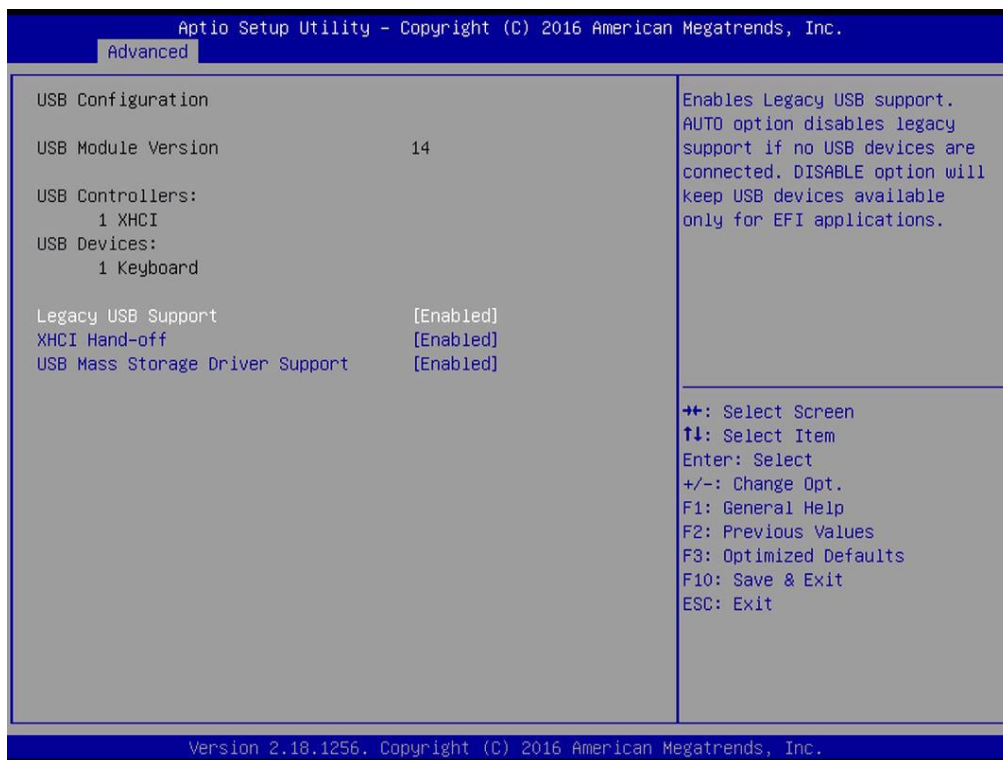 Aptio Setup Utility – Copyright (C) 2016 American Megatrends, Inc.
Advanced
USB Configuration
USB Module Version 14
USB Controllers:
1 XHCI
USB Devices:
1 Keyboard
Legacy USB Support [Enabled]
XHCI Hand-off [Enabled]
USB Mass Storage Driver Support [Enabled]
Enables Legacy USB support.
AUTO option disables legacy
support if no USB devices are
connected. DISABLE option will
keep USB devices available
only for EFI applications.
→←: Select Screen
↑↓: Select Item
Enter: Select
+/-: Change Opt.
F1: General Help
F2: Previous Values
F3: Optimized Defaults
F10: Save & Exit
ESC: Exit
Version 2.18.1256. Copyright (C) 2016 American Megatrends, Inc.